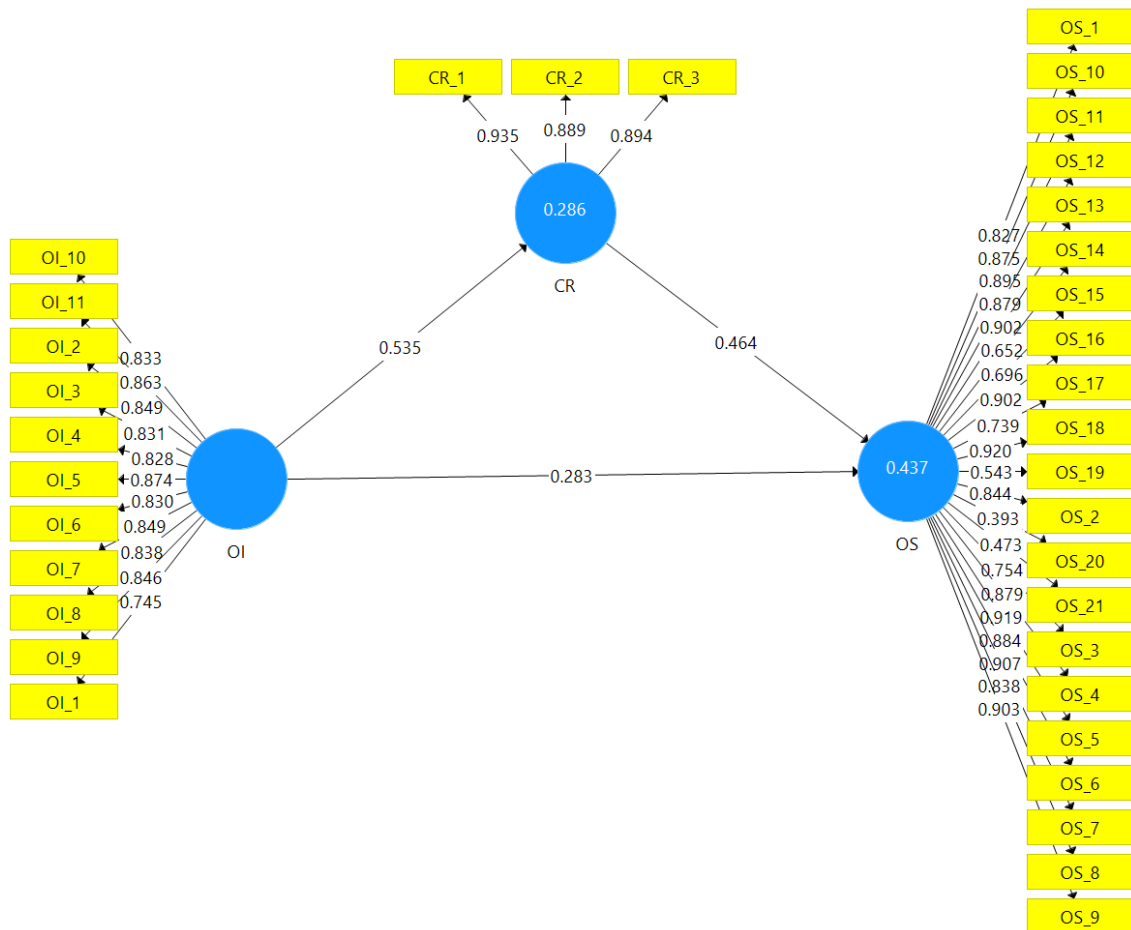 CR_1
CR_2
CR_3
0.935
0.889
0.894
0.286
CR
0.535
0.464
0.283
OI_10
OI_11
OI_2
OI_3
OI_4
OI_5
OI_6
OI_7
OI_8
OI_9
OI_1
0.833
0.863
0.849
0.831
0.828
0.874
0.830
0.849
0.838
0.846
0.745
OI
0.437
OS
0.827
0.875
0.895
0.879
0.902
0.652
0.696
0.902
0.739
0.920
0.543
0.844
0.393
0.473
0.754
0.879
0.919
0.884
0.907
0.838
0.903
OS_1
OS_10
OS_11
OS_12
OS_13
OS_14
OS_15
OS_16
OS_17
OS_18
OS_19
OS_2
OS_20
OS_21
OS_3
OS_4
OS_5
OS_6
OS_7
OS_8
OS_9